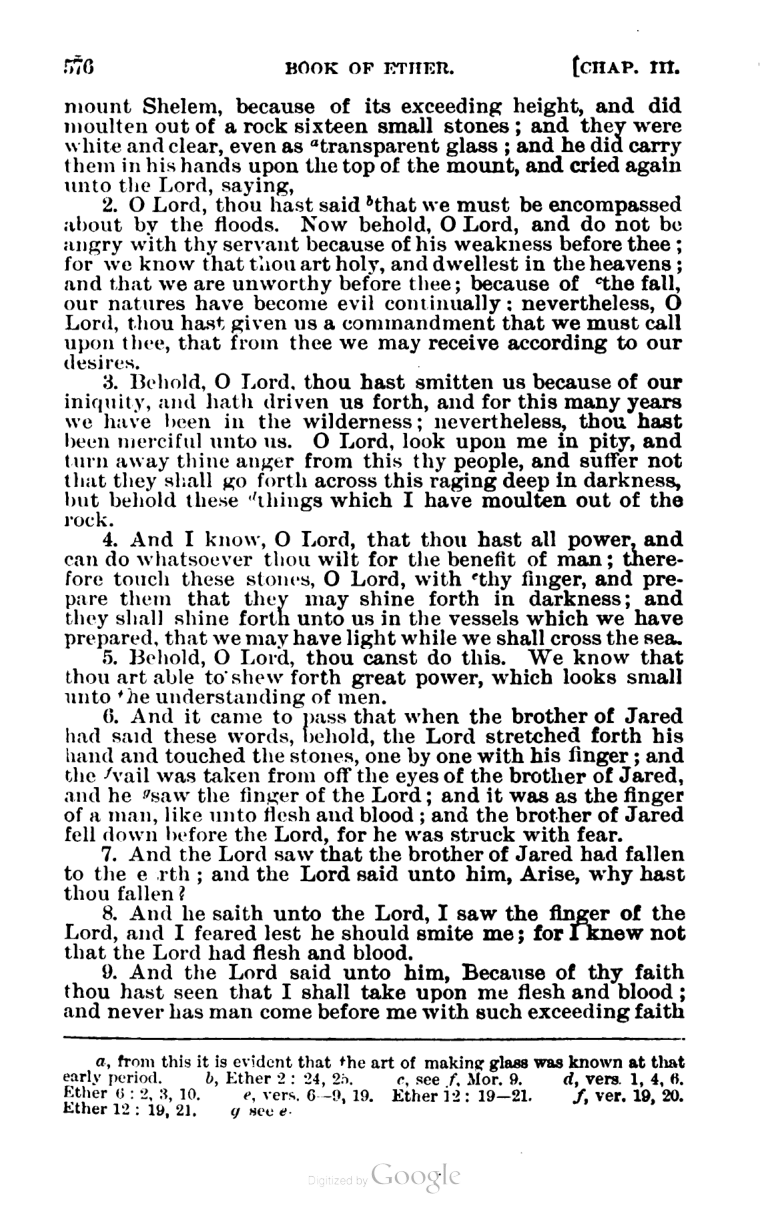 576 BOOK OF ETHER. [CHAP. III.
mount Shelem, because of its exceeding height, and did
moulten out of a rock sixteen small stones; and they were
white and clear, even as ᵃtransparent glass; and he did carry
them in his hands upon the top of the mount, and cried again
unto the Lord, saying,
2. O Lord, thou hast said ᵇthat we must be encompassed
about by the floods. Now behold, O Lord, and do not be
angry with thy servant because of his weakness before thee;
for we know that thou art holy, and dwellest in the heavens;
and that we are unworthy before thee; because of ᶜthe fall,
our natures have become evil continually; nevertheless, O
Lord, thou hast given us a commandment that we must call
upon thee, that from thee we may receive according to our
desires.
3. Behold, O Lord, thou hast smitten us because of our
iniquity, and hath driven us forth, and for this many years
we have been in the wilderness; nevertheless, thou hast
been merciful unto us. O Lord, look upon me in pity, and
turn away thine anger from this thy people, and suffer not
that they shall go forth across this raging deep in darkness,
but behold these ᵈthings which I have moulten out of the
rock.
4. And I know, O Lord, that thou hast all power, and
can do whatsoever thou wilt for the benefit of man; there-
fore touch these stones, O Lord, with ᵉthy finger, and pre-
pare them that they may shine forth in darkness; and
they shall shine forth unto us in the vessels which we have
prepared, that we may have light while we shall cross the sea.
5. Behold, O Lord, thou canst do this. We know that
thou art able to shew forth great power, which looks small
unto the understanding of men.
6. And it came to pass that when the brother of Jared
had said these words, behold, the Lord stretched forth his
hand and touched the stones, one by one with his finger; and
the ᶠvail was taken from off the eyes of the brother of Jared,
and he ᵍsaw the finger of the Lord; and it was as the finger
of a man, like unto flesh and blood; and the brother of Jared
fell down before the Lord, for he was struck with fear.
7. And the Lord saw that the brother of Jared had fallen
to the e rth; and the Lord said unto him, Arise, why hast
thou fallen?
8. And he saith unto the Lord, I saw the finger of the
Lord, and I feared lest he should smite me; for I knew not
that the Lord had flesh and blood.
9. And the Lord said unto him, Because of thy faith
thou hast seen that I shall take upon me flesh and blood;
and never has man come before me with such exceeding faith
a, from this it is evident that the art of making glass was known at that
early period. b, Ether 2: 24, 25. c, see f, Mor. 9. d, vers. 1, 4, 6.
Ether 6: 2, 3, 10. e, vers. 6—9, 19. Ether 12: 19—21. f, ver. 19, 20.
Ether 12: 19, 21. g see e.
Digitized by Google